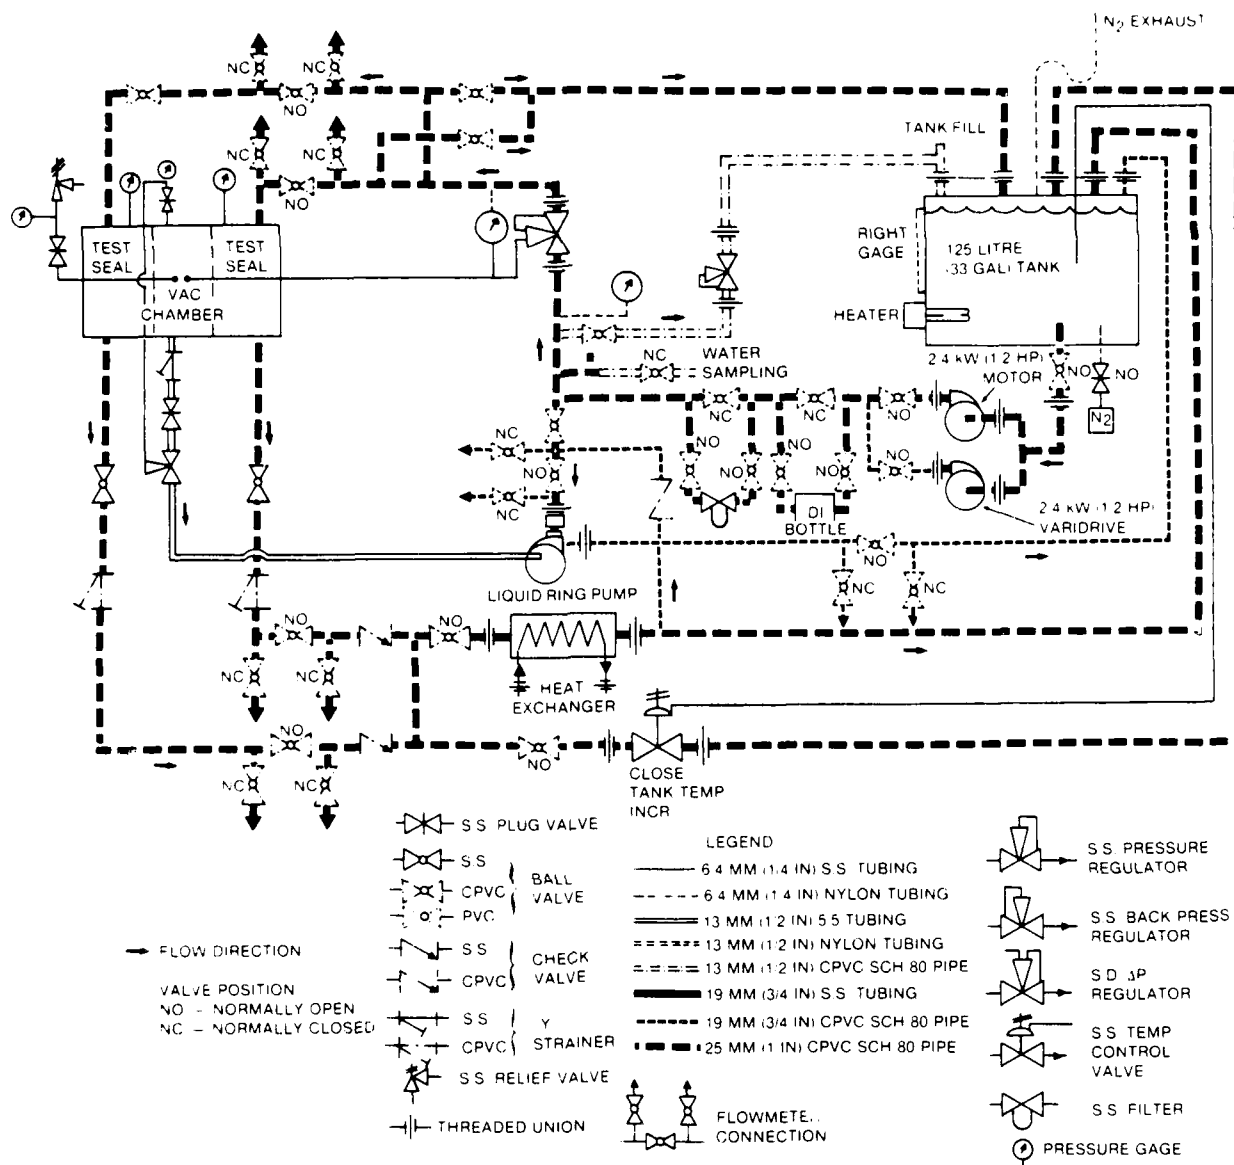 N2 EXHAUST
NC
NC
NO
TANK FILL
NC
NC
NO
TEST SEAL
TEST SEAL
VAC CHAMBER
RIGHT GAGE
125 LITRE
(33 GAL) TANK
HEATER
NC
WATER SAMPLING
2.4 kW (1.2 HP)
MOTOR
NO
NO
N2
NC
NC
NO
NC
NO
NO
NO
NO
NO
NO
NC
NC
DI
BOTTLE
2.4 kW (1.2 HP)
VARIDRIVE
NO
NC
NC
LIQUID RING PUMP
NO
NO
NC
NC
HEAT EXCHANGER
NO
NO
NC
NC
CLOSE
TANK TEMP
INCR
S S PLUG VALVE
S S
CPVC
PVC
BALL VALVE
S S
CPVC
CHECK VALVE
S S
CPVC
Y STRAINER
S S RELIEF VALVE
THREADED UNION
FLOW DIRECTION
VALVE POSITION
NO - NORMALLY OPEN
NC - NORMALLY CLOSED
LEGEND
6.4 MM (1/4 IN) S.S TUBING
6.4 MM (1/4 IN) NYLON TUBING
13 MM (1/2 IN) S S TUBING
13 MM (1/2 IN) NYLON TUBING
13 MM (1/2 IN) CPVC SCH 80 PIPE
19 MM (3/4 IN) S S TUBING
19 MM (3/4 IN) CPVC SCH 80 PIPE
25 MM (1 IN) CPVC SCH 80 PIPE
CONNECTION
S S PRESSURE
REGULATOR
S S BACK PRESS
REGULATOR
S.D. ΔP
REGULATOR
S S TEMP
CONTROL
VALVE
S S FILTER
PRESSURE GAGE